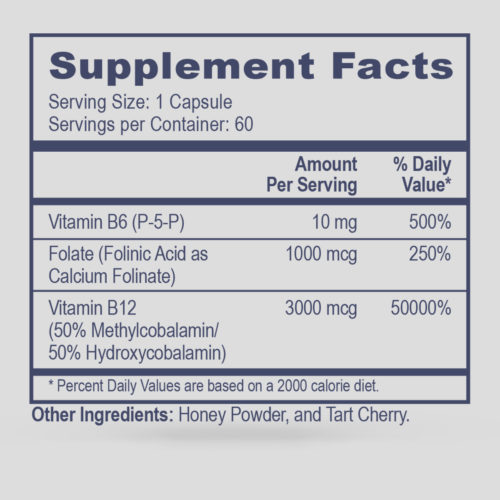 Supplement Facts
Serving Size: 1 Capsule
Servings per Container: 60
Amount Per Serving % Daily Value*
Vitamin B6 (P-5-P) 10 mg 500%
Folate (Folinic Acid as 1000 mcg 250%
Calcium Folinate)
Vitamin B12 3000 mcg 50000%
(50% Methylcobalamin/
50% Hydroxycobalamin)
* Percent Daily Values are based on a 2000 calorie diet.
Other Ingredients: Honey Powder, and Tart Cherry.